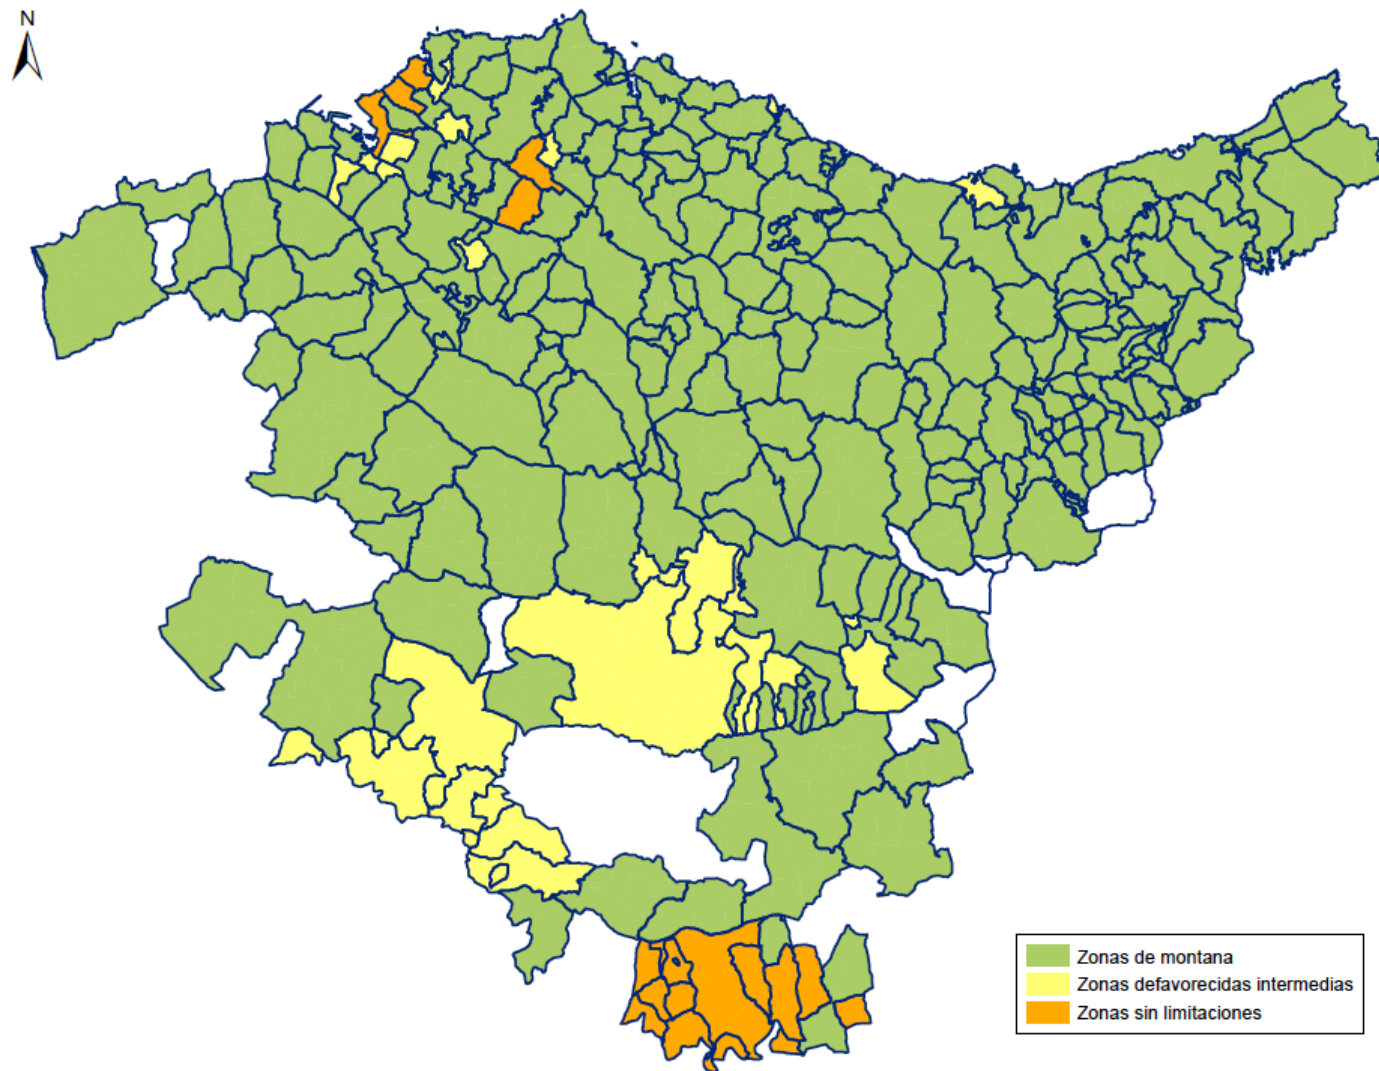 N
Zonas de montana
Zonas defavorecidas intermedias
Zonas sin limitaciones